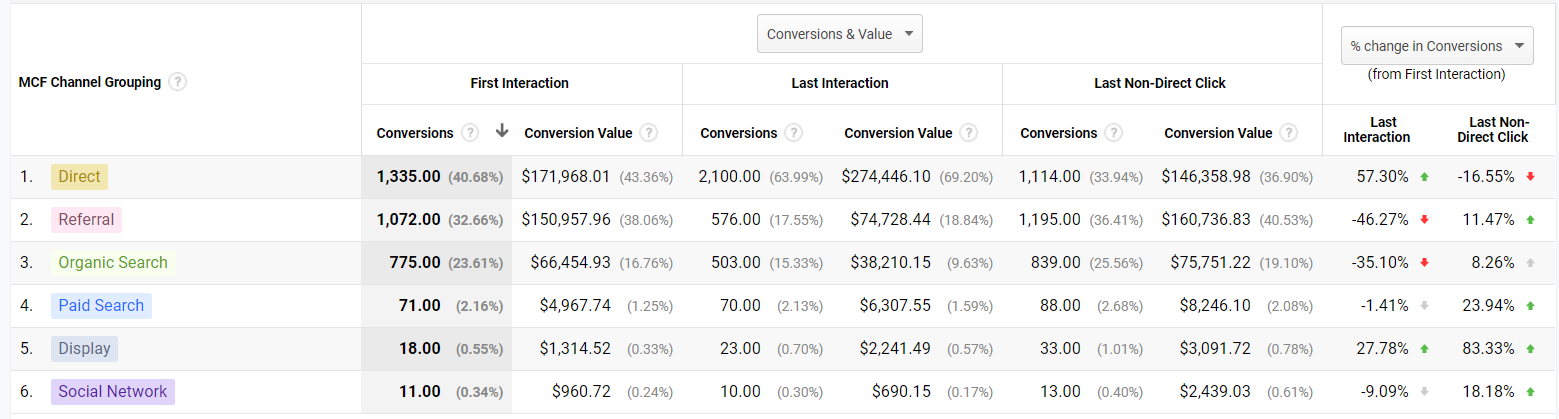 Conversions & Value
% change in Conversions
(from First Interaction)
MCF Channel Grouping ?
First Interaction Last Interaction Last Non-Direct Click
Conversions ? Conversion Value ? Conversions ? Conversion Value ? Conversions ? Conversion Value ? Last Interaction Last Non-Direct Click
1. Direct 1,335.00 (40.68%) $171,968.01 (43.36%) 2,100.00 (63.99%) $274,446.10 (69.20%) 1,114.00 (33.94%) $146,358.98 (36.90%) 57.30% -16.55%
2. Referral 1,072.00 (32.66%) $150,957.96 (38.06%) 576.00 (17.55%) $74,728.44 (18.84%) 1,195.00 (36.41%) $160,736.83 (40.53%) -46.27% 11.47%
3. Organic Search 775.00 (23.61%) $66,454.93 (16.76%) 503.00 (15.33%) $38,210.15 (9.63%) 839.00 (25.56%) $75,751.22 (19.10%) -35.10% 8.26%
4. Paid Search 71.00 (2.16%) $4,967.74 (1.25%) 70.00 (2.13%) $6,307.55 (1.59%) 88.00 (2.68%) $8,246.10 (2.08%) -1.41% 23.94%
5. Display 18.00 (0.55%) $1,314.52 (0.33%) 23.00 (0.70%) $2,241.49 (0.57%) 33.00 (1.01%) $3,091.72 (0.78%) 27.78% 83.33%
6. Social Network 11.00 (0.34%) $960.72 (0.24%) 10.00 (0.30%) $690.15 (0.17%) 13.00 (0.40%) $2,439.03 (0.61%) -9.09% 18.18%